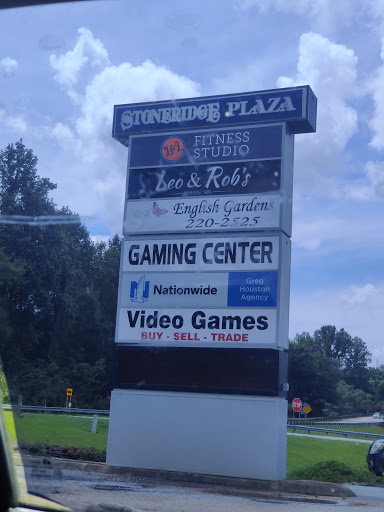 STONERIDGE PLAZA
FITNESS
STUDIO
Leo & Rob's
English Gardens
220-2525
GAMING CENTER
Nationwide
Greg
Houston
Agency
Video Games
BUY - SELL - TRADE
STOP